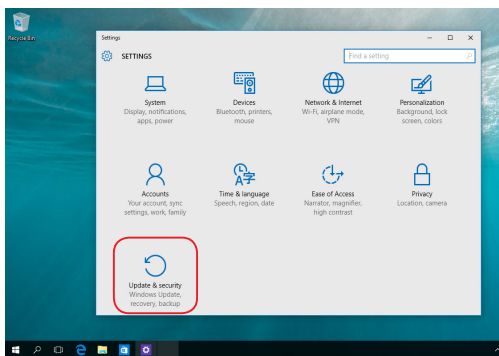 Recycle Bin
Settings
SETTINGS
Find a setting
System
Display, notifications,
apps, power
Devices
Bluetooth, printers,
mouse
Network & Internet
Wi-Fi, airplane mode,
VPN
Personalization
Background, lock
screen, colors
Accounts
Your account, sync
settings, work, family
Time & language
Speech, region, date
Ease of Access
Narrator, magnifier,
high contrast
Privacy
Location, camera
Update & security
Windows Update,
recovery, backup